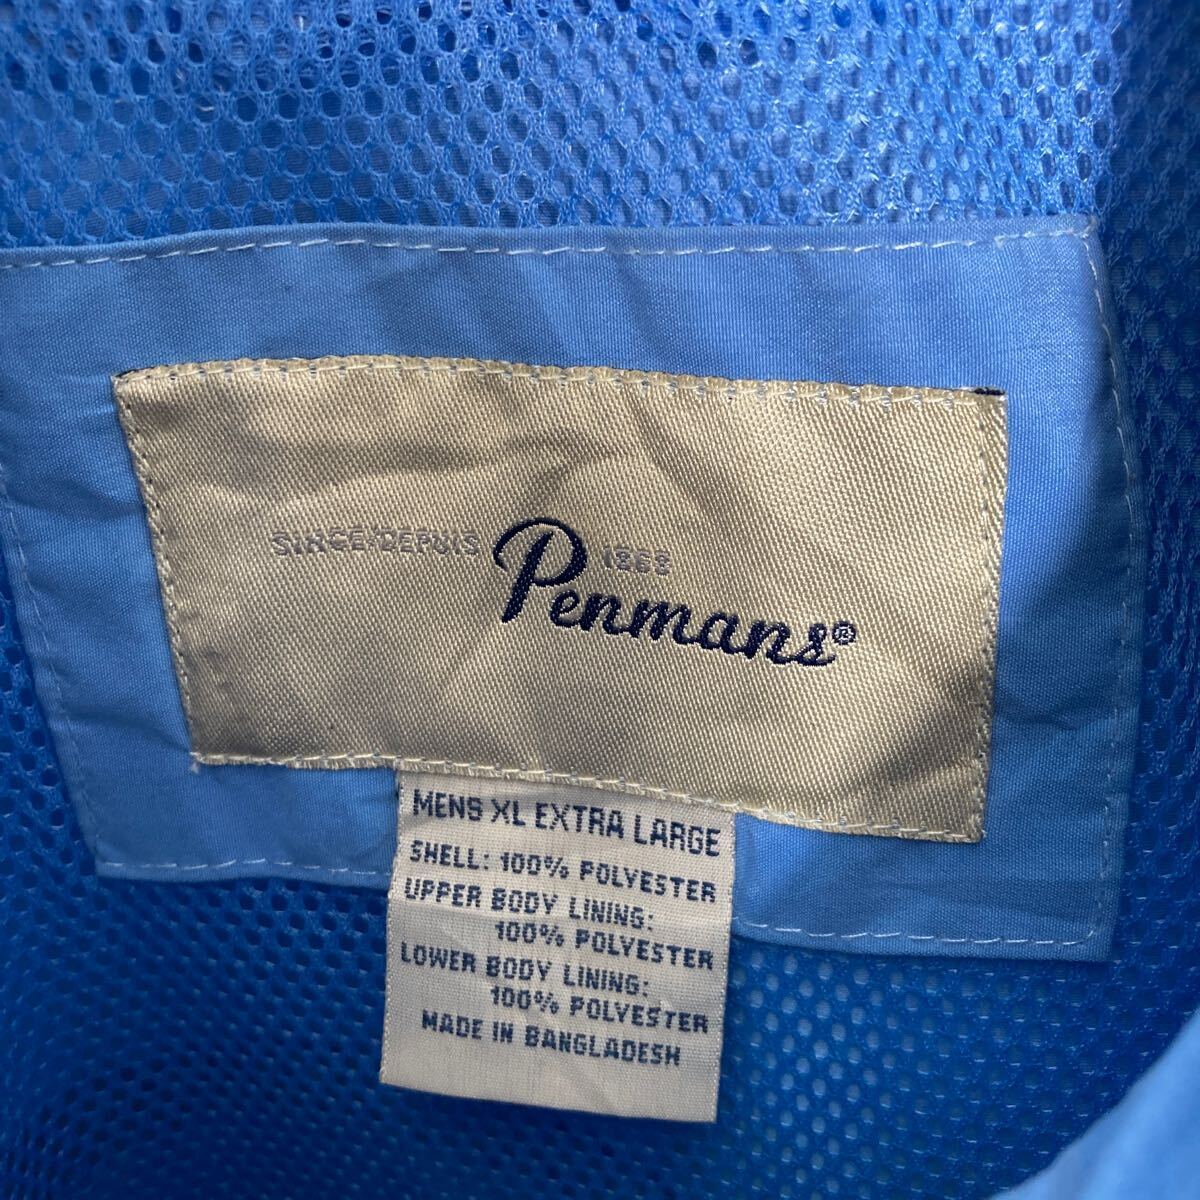 SINCE/DEPUIS 1868
Penmans®
MENS XL EXTRA LARGE
SHELL: 100% POLYESTER
UPPER BODY LINING:
100% POLYESTER
LOWER BODY LINING:
100% POLYESTER
MADE IN BANGLADESH